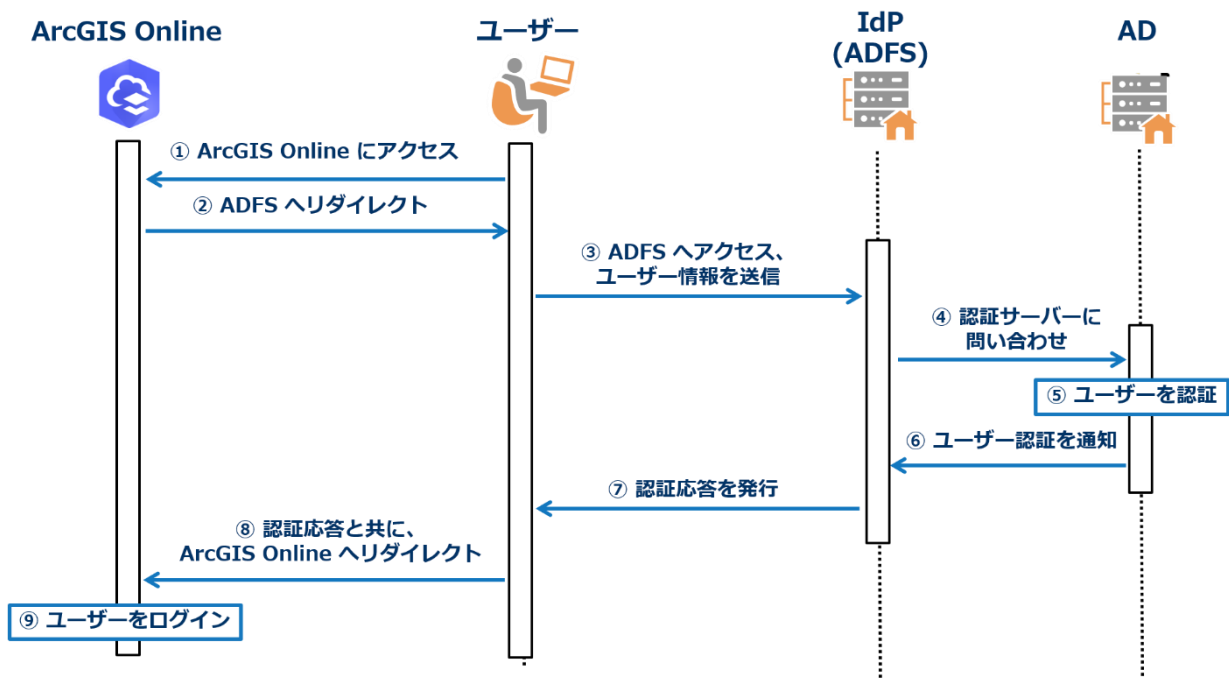 ArcGIS Online
ユーザー
IdP
(ADFS)
AD
① ArcGIS Online にアクセス
② ADFS へリダイレクト
③ ADFS へアクセス、
ユーザー情報を送信
④ 認証サーバーに
問い合わせ
⑤ ユーザーを認証
⑥ ユーザー認証を通知
⑦ 認証応答を発行
⑧ 認証応答と共に、
ArcGIS Online へリダイレクト
⑨ ユーザーをログイン